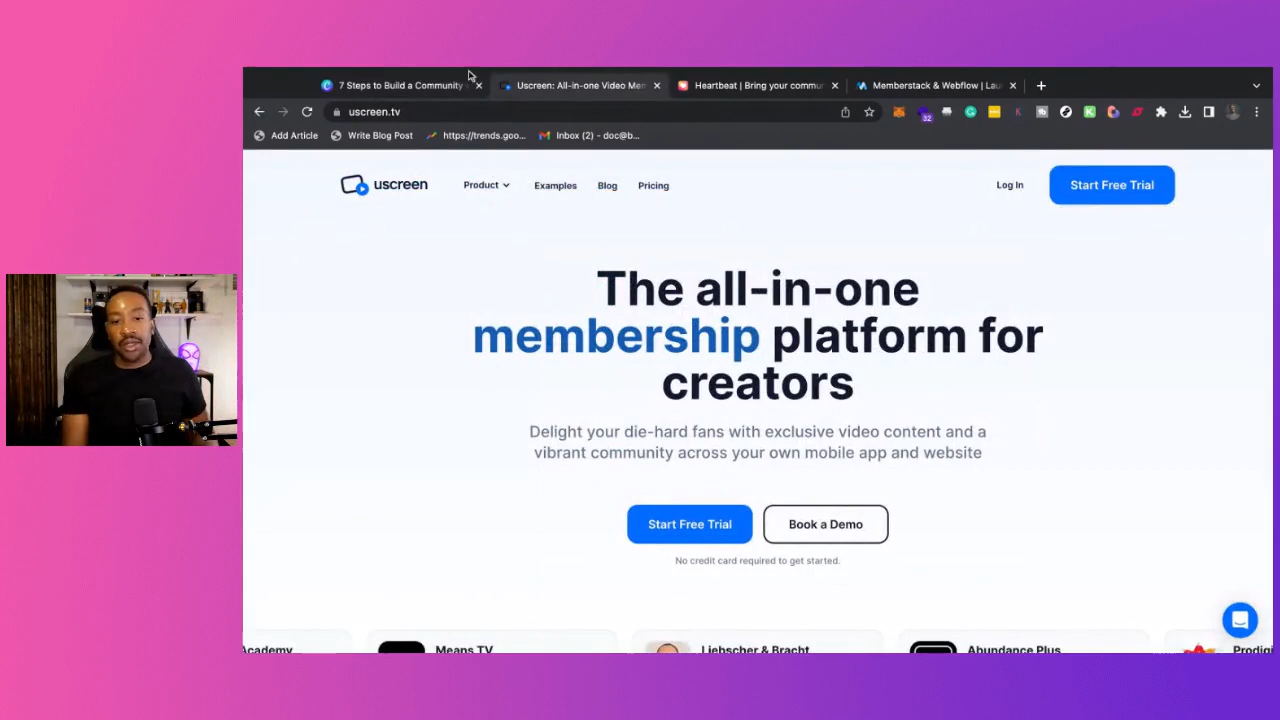 7 Steps to Build a Community
Uscreen: All-in-one Video Mem
Heartbeat | Bring your commun
Memberstack & Webflow | Lau
uscreen.tv
32
Add Article
Write Blog Post
https://trends.goo...
Inbox (2) - doc@b...
uscreen
Product
Examples
Blog
Pricing
Log In
Start Free Trial
The all-in-one
membership platform for
creators
Delight your die-hard fans with exclusive video content and a
vibrant community across your own mobile app and website
Start Free Trial
Book a Demo
No credit card required to get started.
Academy
Means TV
Liebscher & Bracht
Abundance Plus
Prodigi